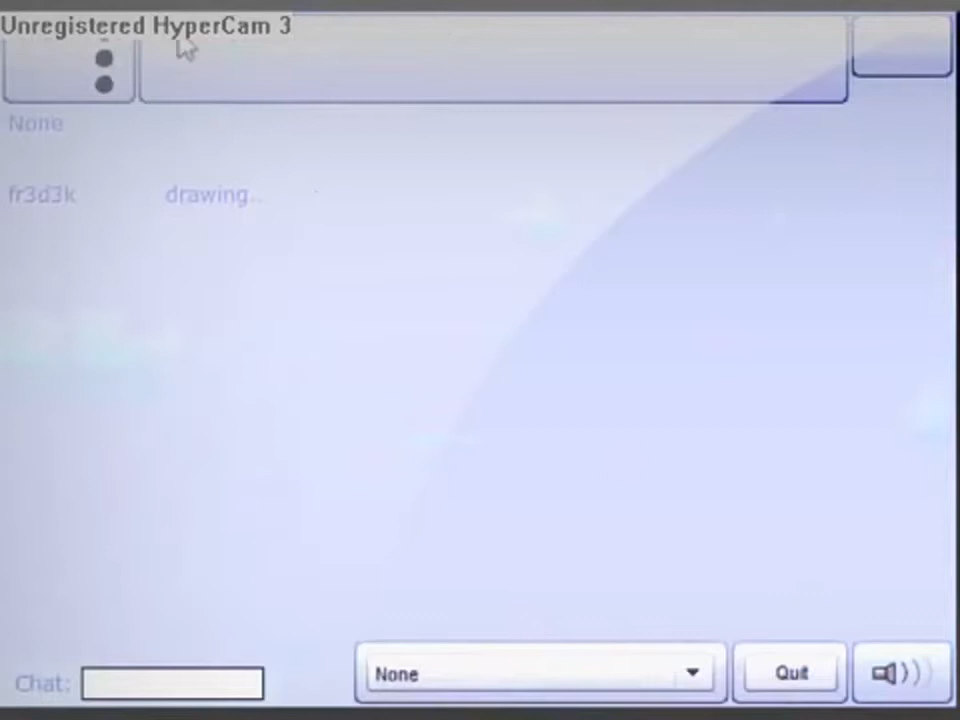 Unregistered HyperCam 3
None
fr3d3k drawing..
Chat:
None
Quit